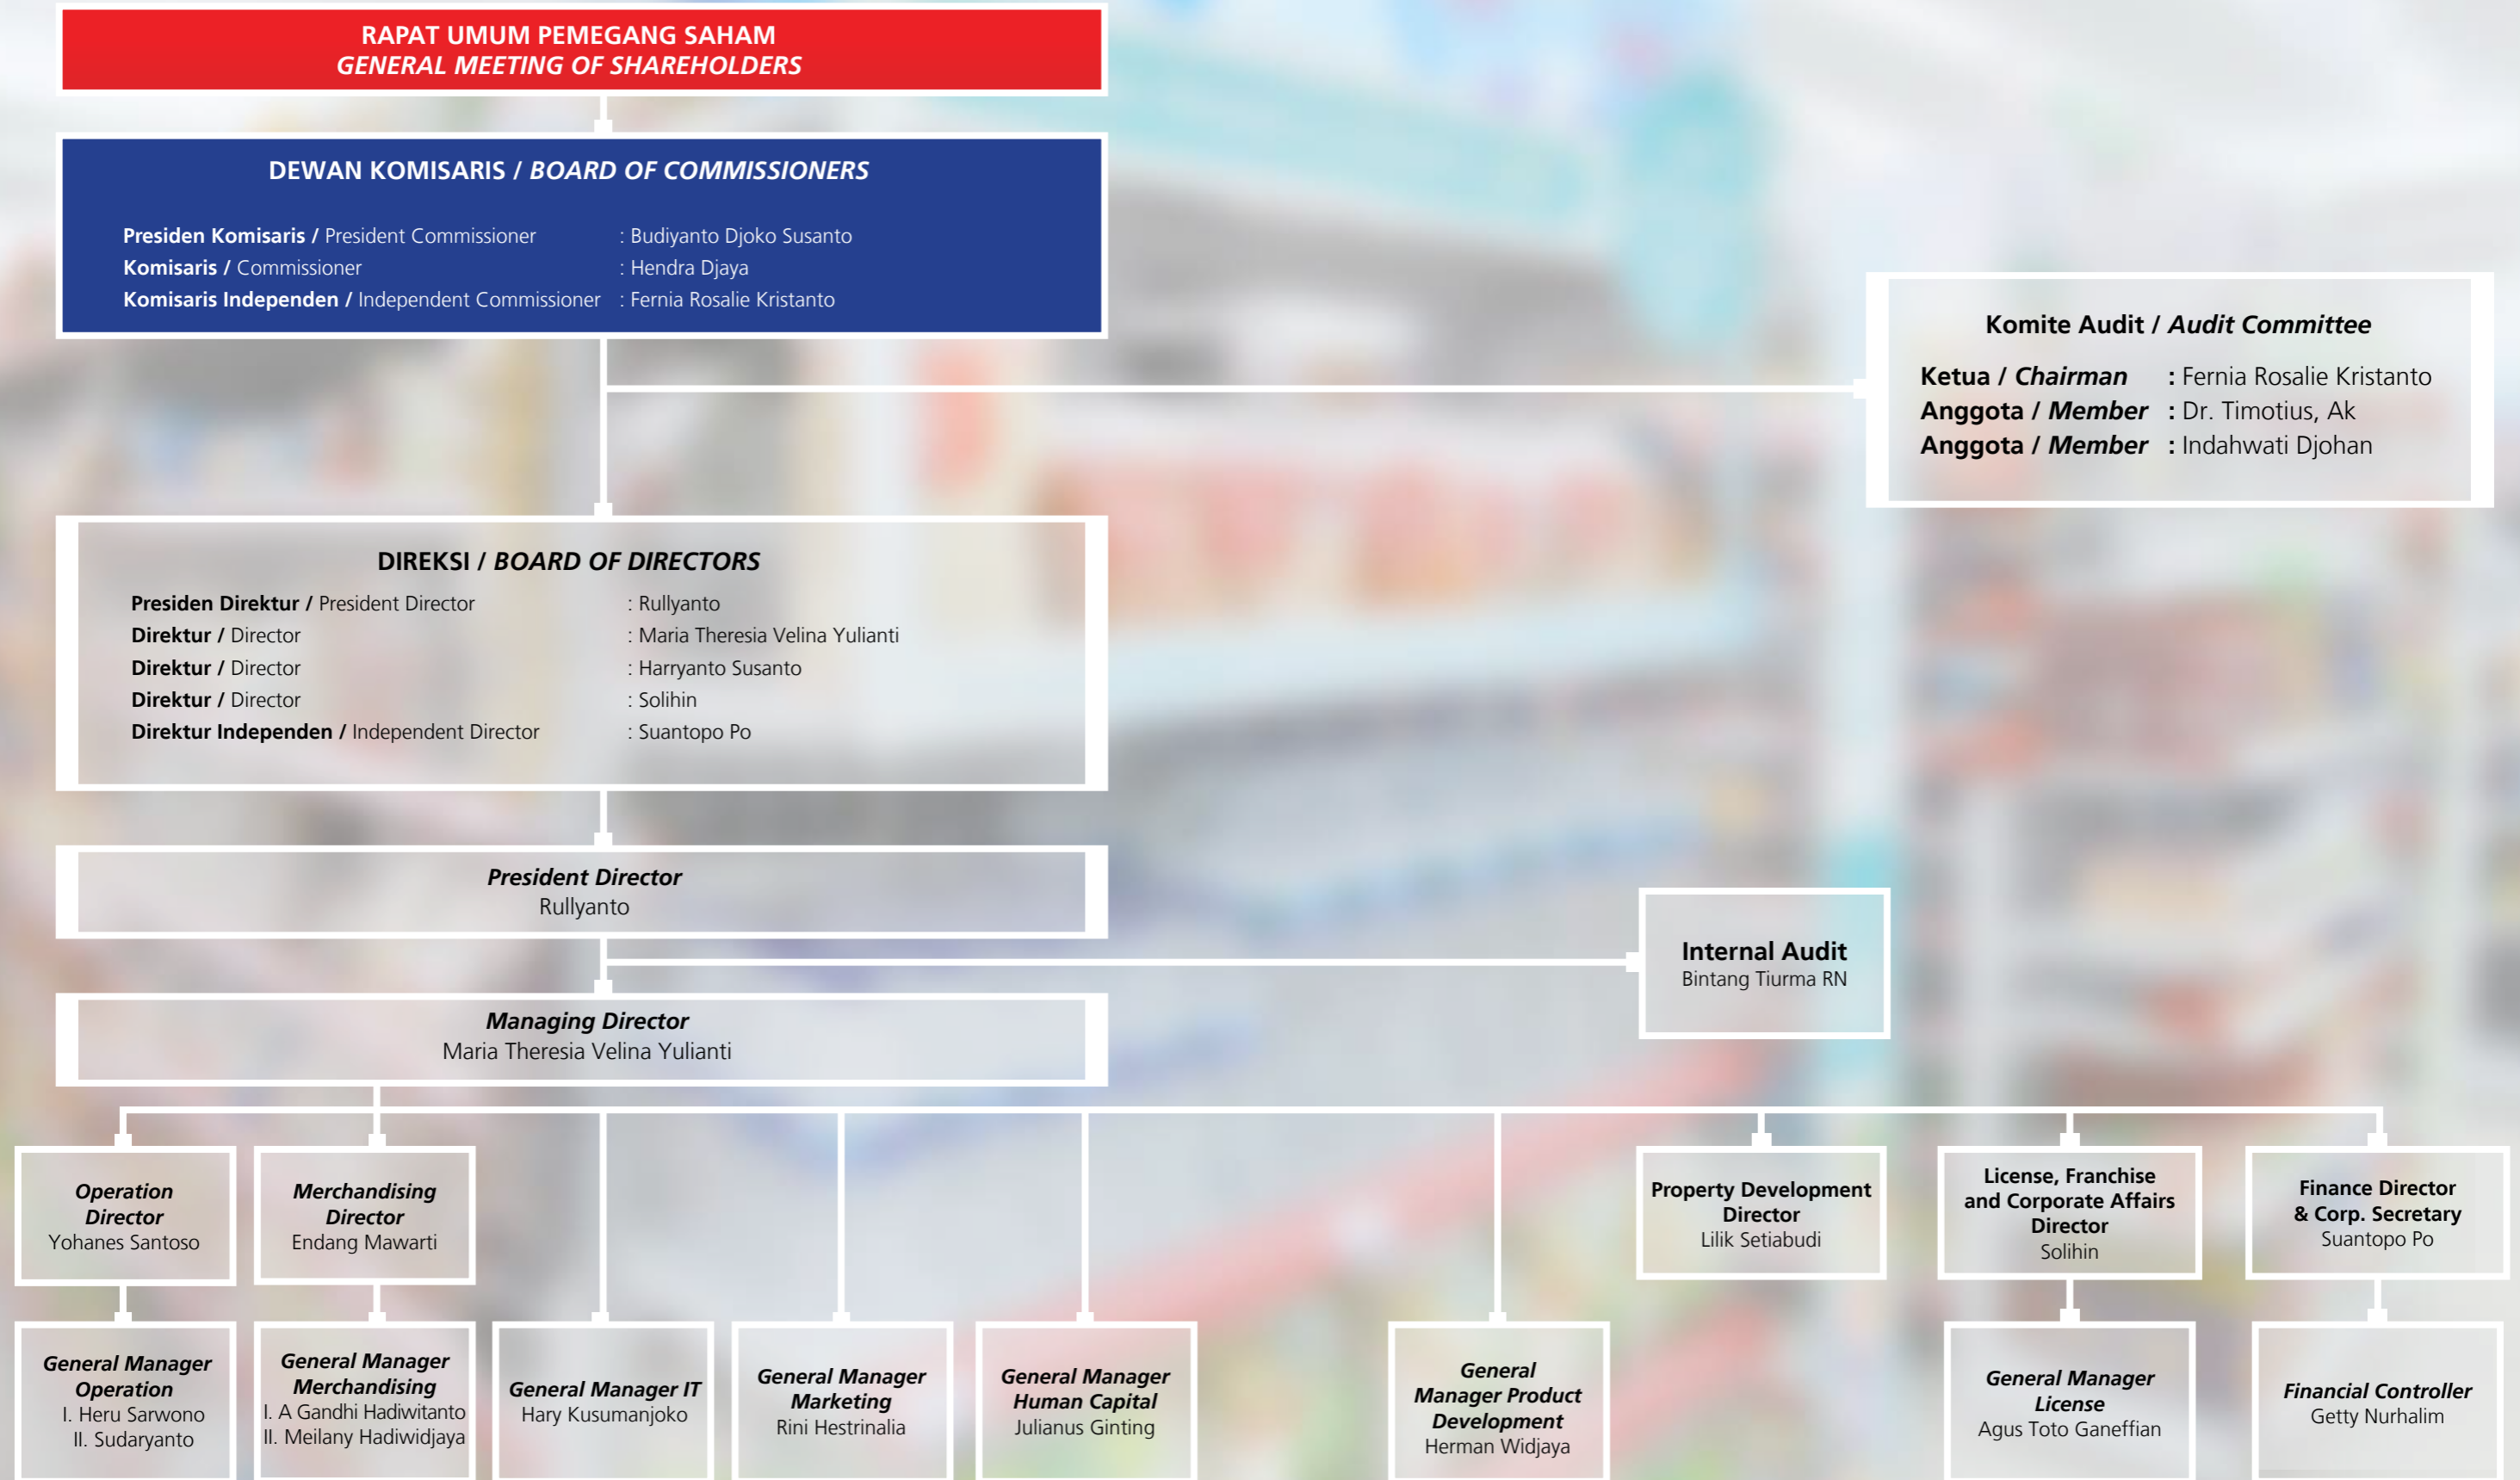 RAPAT UMUM PEMEGANG SAHAM
GENERAL MEETING OF SHAREHOLDERS
DEWAN KOMISARIS / BOARD OF COMMISSIONERS
Presiden Komisaris / President Commissioner : Budiyanto Djoko Susanto
Komisaris / Commissioner : Hendra Djaya
Komisaris Independen / Independent Commissioner : Fernia Rosalie Kristanto
Komite Audit / Audit Committee
Ketua / Chairman : Fernia Rosalie Kristanto
Anggota / Member : Dr. Timotius, Ak
Anggota / Member : Indahwati Djohan
DIREKSI / BOARD OF DIRECTORS
Presiden Direktur / President Director : Rullyanto
Direktur / Director : Maria Theresia Velina Yulianti
Direktur / Director : Harryanto Susanto
Direktur / Director : Solihin
Direktur Independen / Independent Director : Suantopo Po
President Director
Rullyanto
Internal Audit
Bintang Tiurma RN
Managing Director
Maria Theresia Velina Yulianti
Operation
Director
Yohanes Santoso
Merchandising
Director
Endang Mawarti
Property Development
Director
Lilik Setiabudi
License, Franchise
and Corporate Affairs
Director
Solihin
Finance Director
& Corp. Secretary
Suantopo Po
General Manager
Operation
I. Heru Sarwono
II. Sudaryanto
General Manager
Merchandising
I. A Gandhi Hadiwitanto
II. Meilany Hadiwidjaya
General Manager IT
Hary Kusumanjoko
General Manager
Marketing
Rini Hestrinalia
General Manager
Human Capital
Julianus Ginting
General
Manager Product
Development
Herman Widjaya
General Manager
License
Agus Toto Ganeffian
Financial Controller
Getty Nurhalim